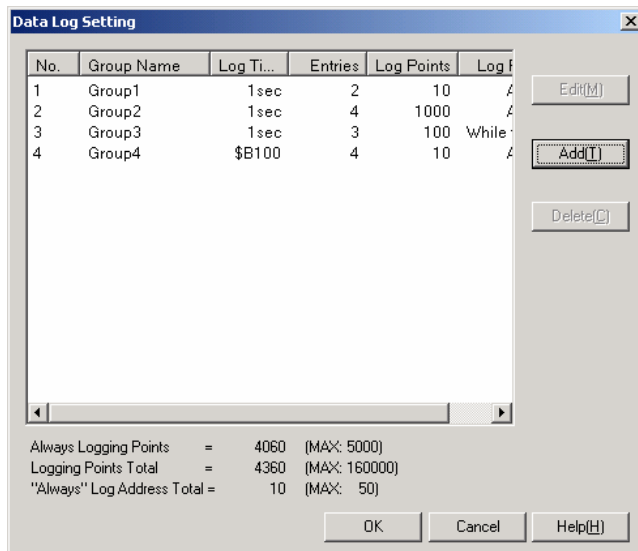 Data Log Setting
No. Group Name Log Ti... Entries Log Points Log
1 Group1 1sec 2 10
2 Group2 1sec 4 1000
3 Group3 1sec 3 100 While
4 Group4 $B100 4 10
Edit(M)
Add(T)
Delete(C)
Always Logging Points = 4060 (MAX: 5000)
Logging Points Total = 4360 (MAX: 160000)
"Always" Log Address Total = 10 (MAX: 50)
OK Cancel Help(H)